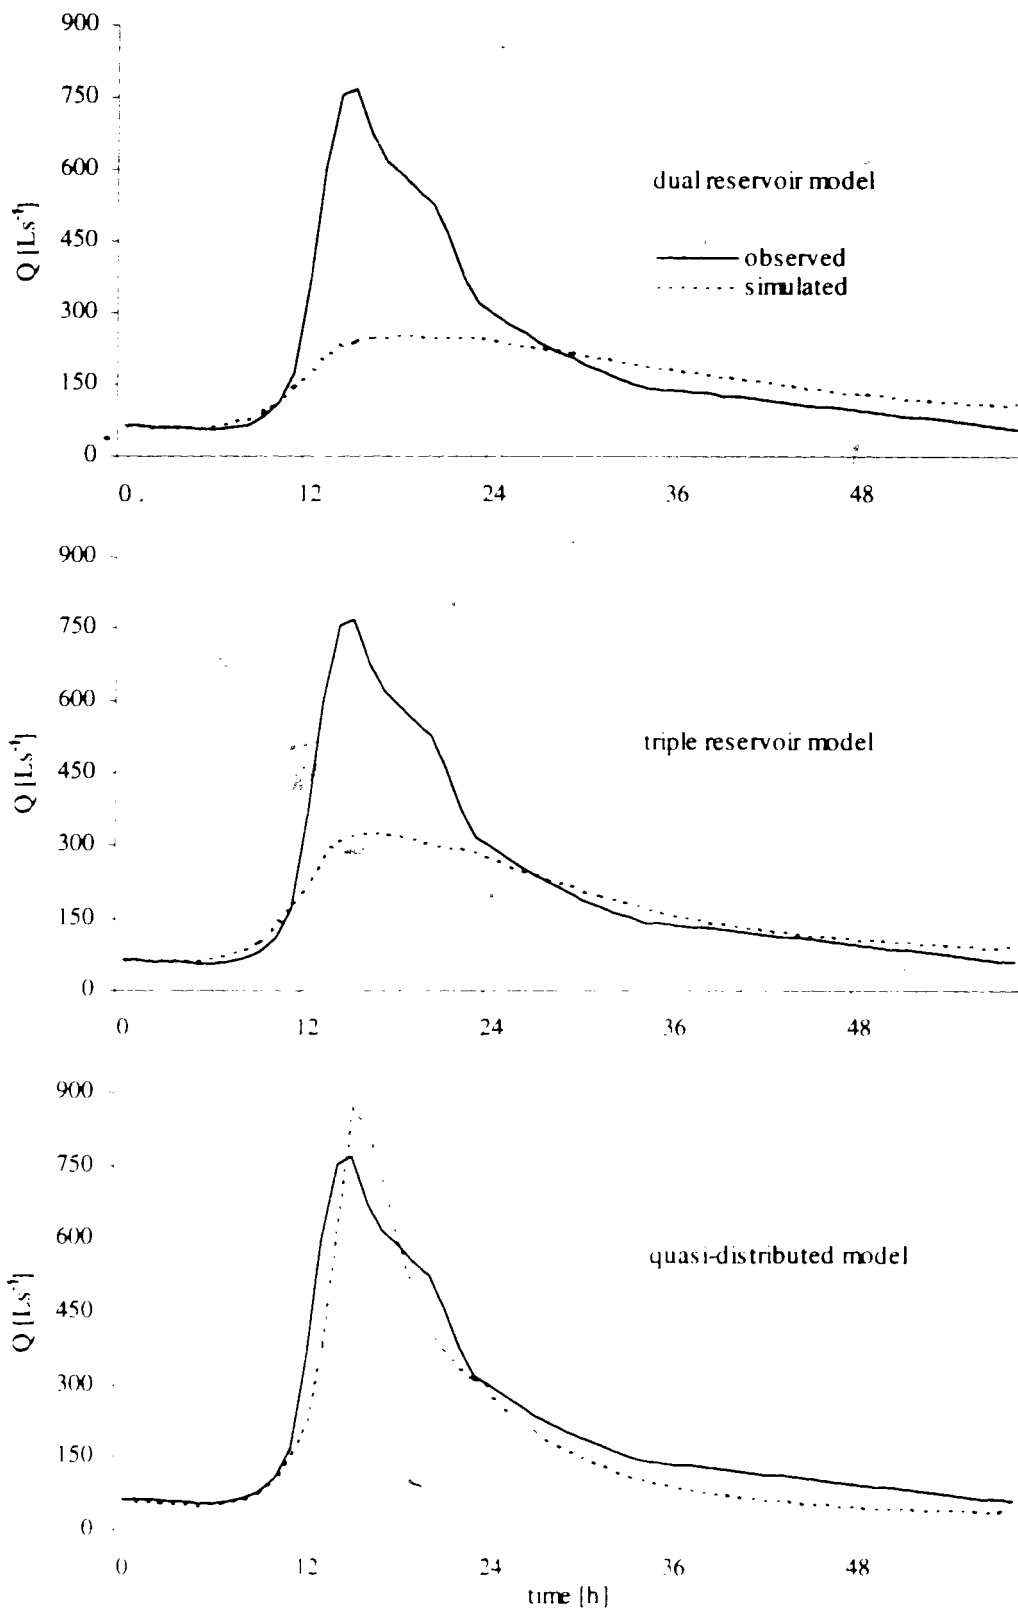 900
750
600
450
300
150
0
Q [Ls⁻¹]
dual reservoir model
observed
simulated
0 12 24 36 48
900
750
600
450
300
150
0
Q [Ls⁻¹]
triple reservoir model
0 12 24 36 48
900
750
600
450
300
150
0
Q [Ls⁻¹]
quasi-distributed model
0 12 24 36 48
time [h]